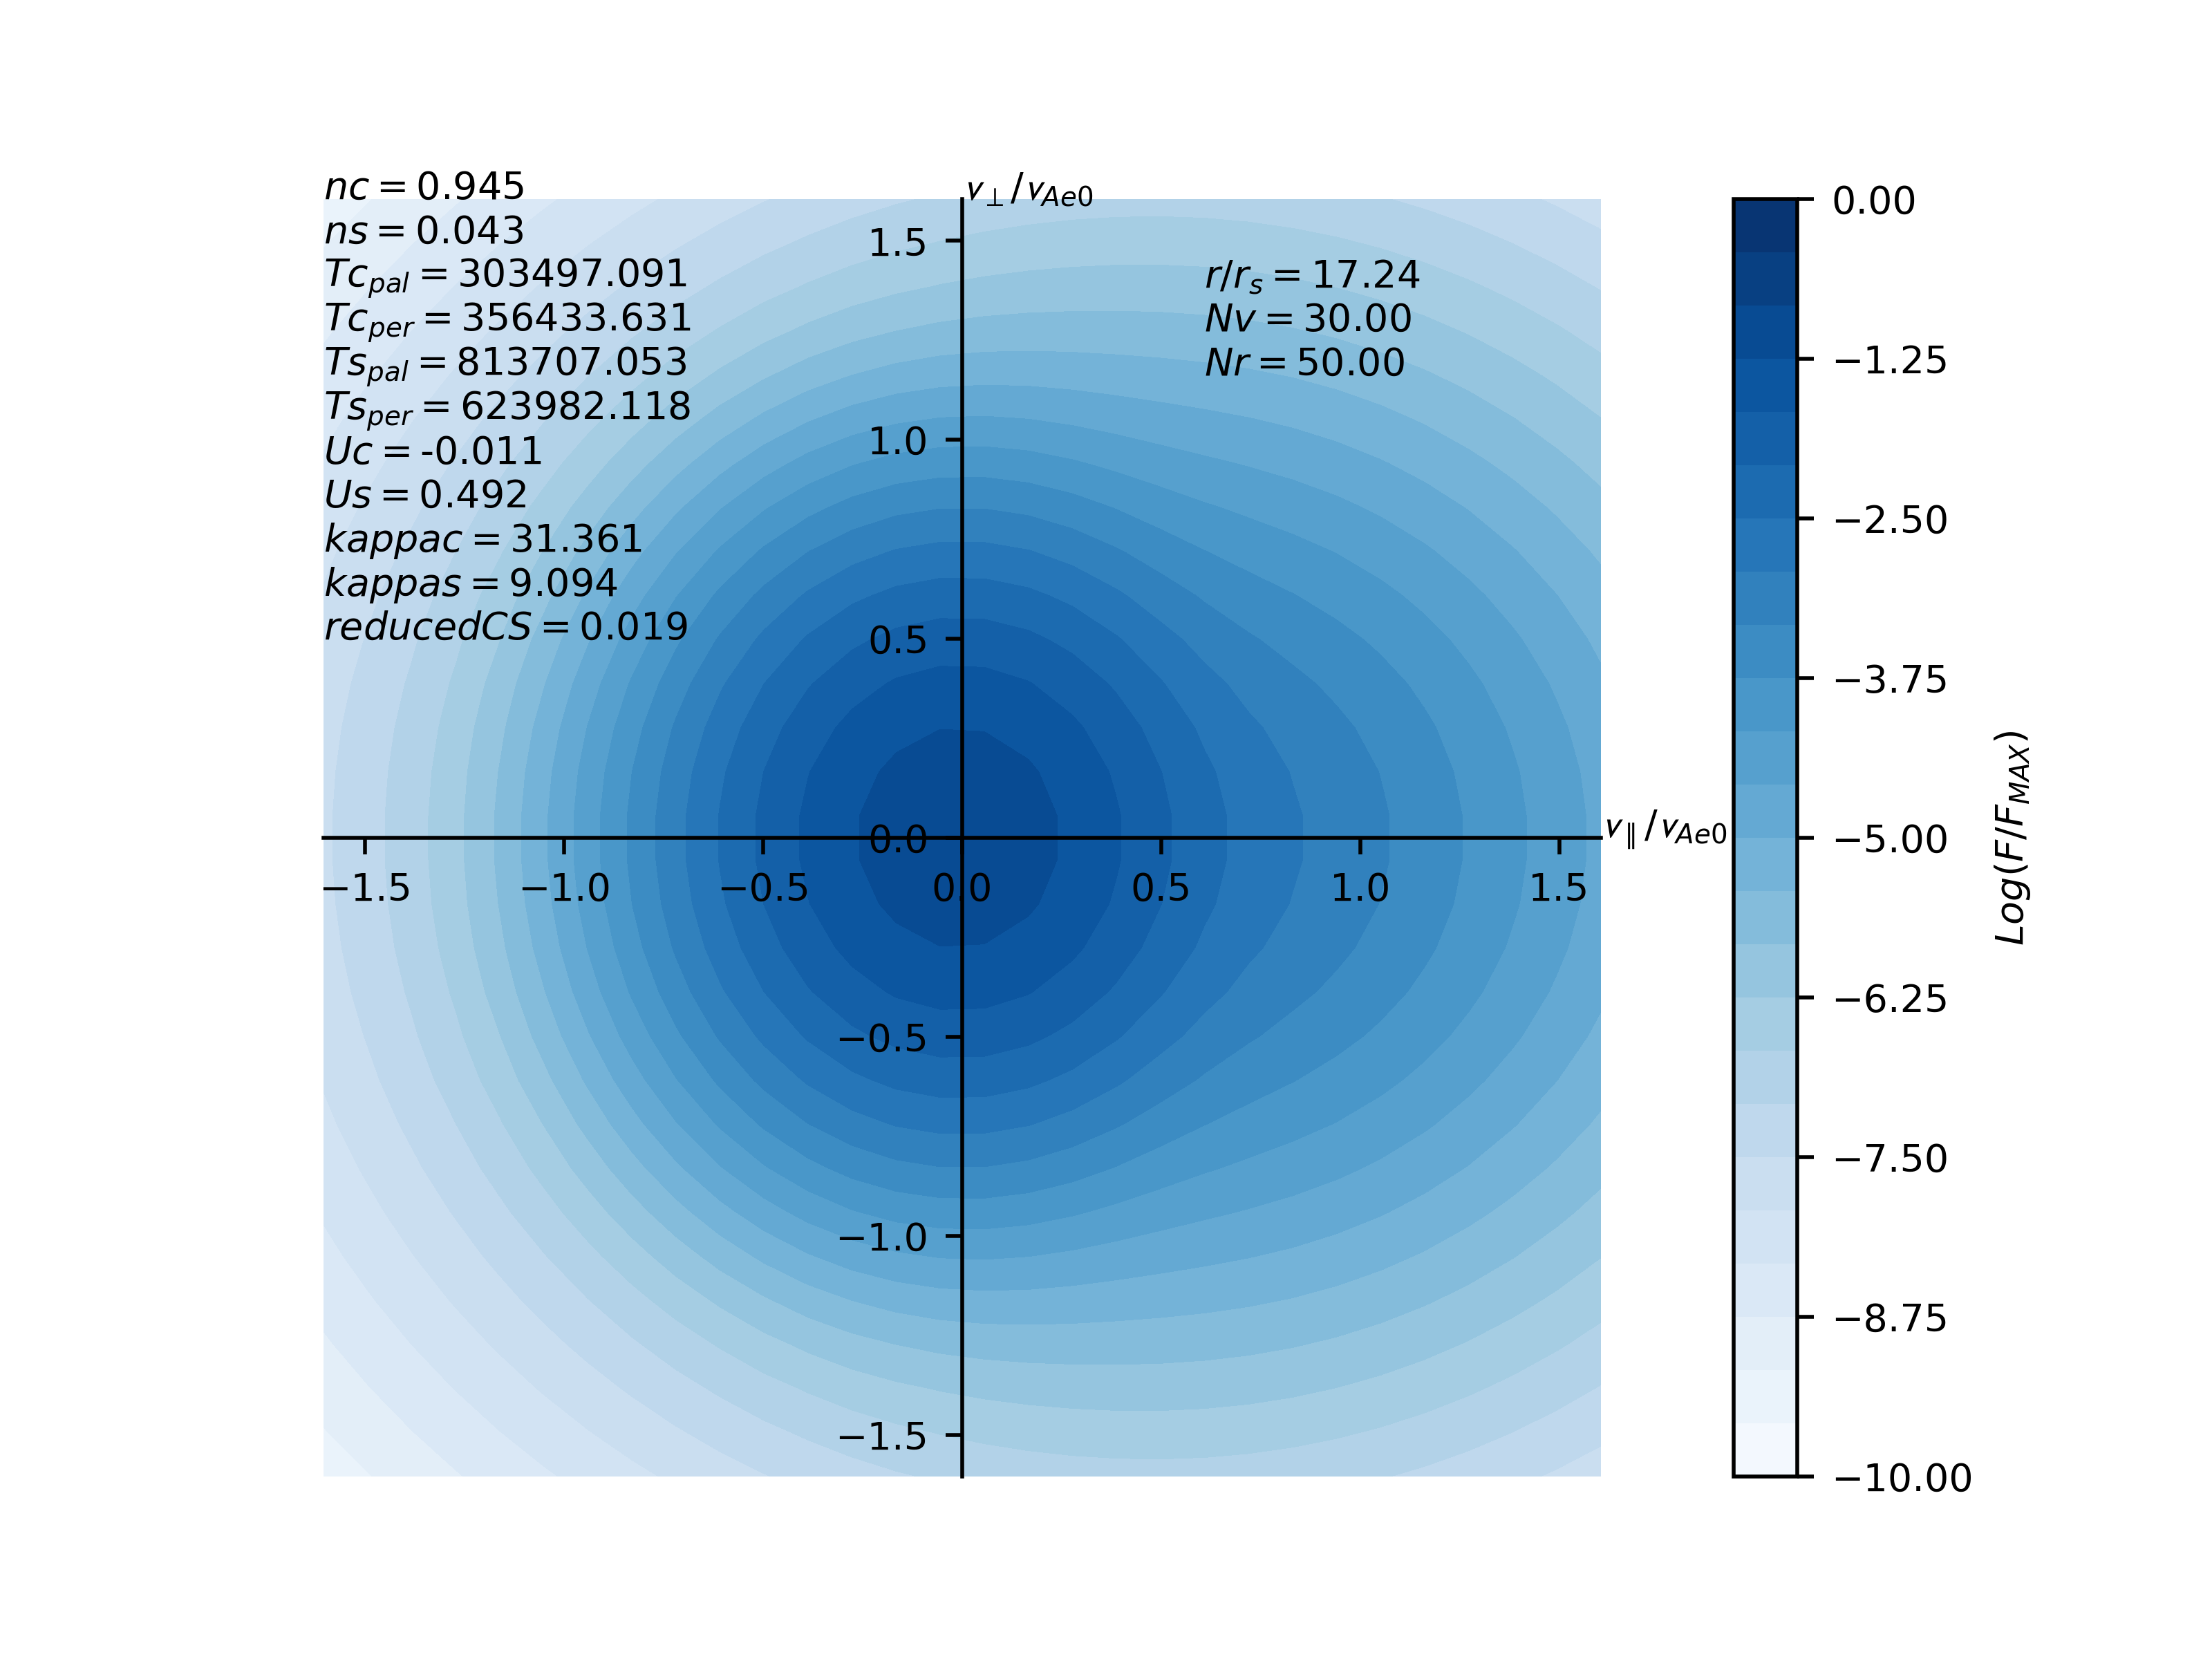 nc = 0.945
ns = 0.043
Tc_pal = 303497.091
Tc_per = 356433.631
Ts_pal = 813707.053
Ts_per = 623982.118
Uc = -0.011
Us = 0.492
kappac = 31.361
kappas = 9.094
reducedCS = 0.019
v⊥/v_Ae0
r/r_s = 17.24
Nv = 30.00
Nr = 50.00
1.5
1.0
0.5
0.0
−0.5
−1.0
−1.5
−1.5
−1.0
−0.5
0.0
0.5
1.0
1.5
v∥/v_Ae0
0.00
−1.25
−2.50
−3.75
−5.00
−6.25
−7.50
−8.75
−10.00
Log(F/F_MAX)